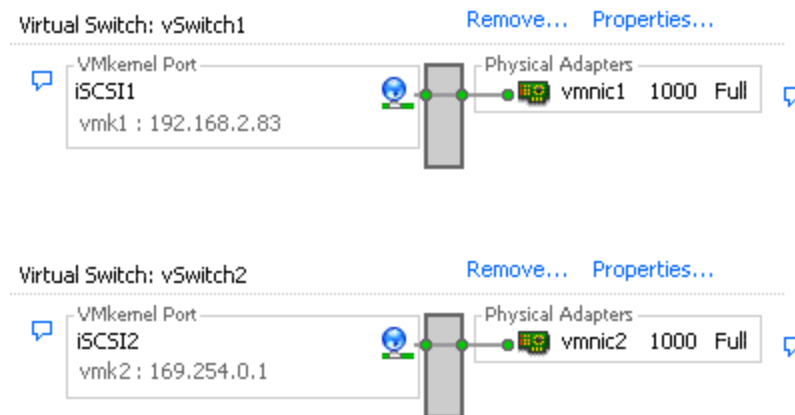 Virtual Switch: vSwitch1 Remove... Properties...
VMkernel Port Physical Adapters
iSCSI1 vmnic1 1000 Full
vmk1 : 192.168.2.83
Virtual Switch: vSwitch2 Remove... Properties...
VMkernel Port Physical Adapters
iSCSI2 vmnic2 1000 Full
vmk2 : 169.254.0.1